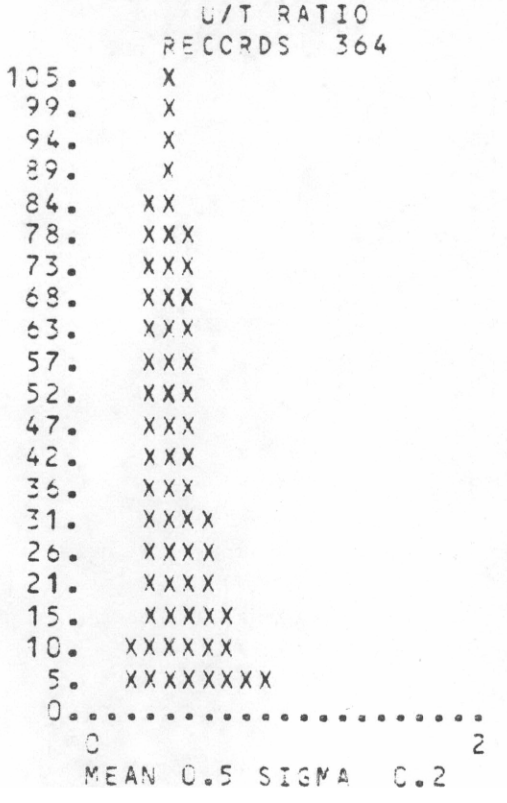 U/T RATIO
RECORDS 364
105. X
99. X
94. X
89. X
84. XX
78. XXX
73. XXX
68. XXX
63. XXX
57. XXX
52. XXX
47. XXX
42. XXX
36. XXX
31. XXXX
26. XXXX
21. XXXX
15. XXXXX
10. XXXXXX
5. XXXXXXXX
0.....................
0 2
MEAN 0.5 SIGMA 0.2